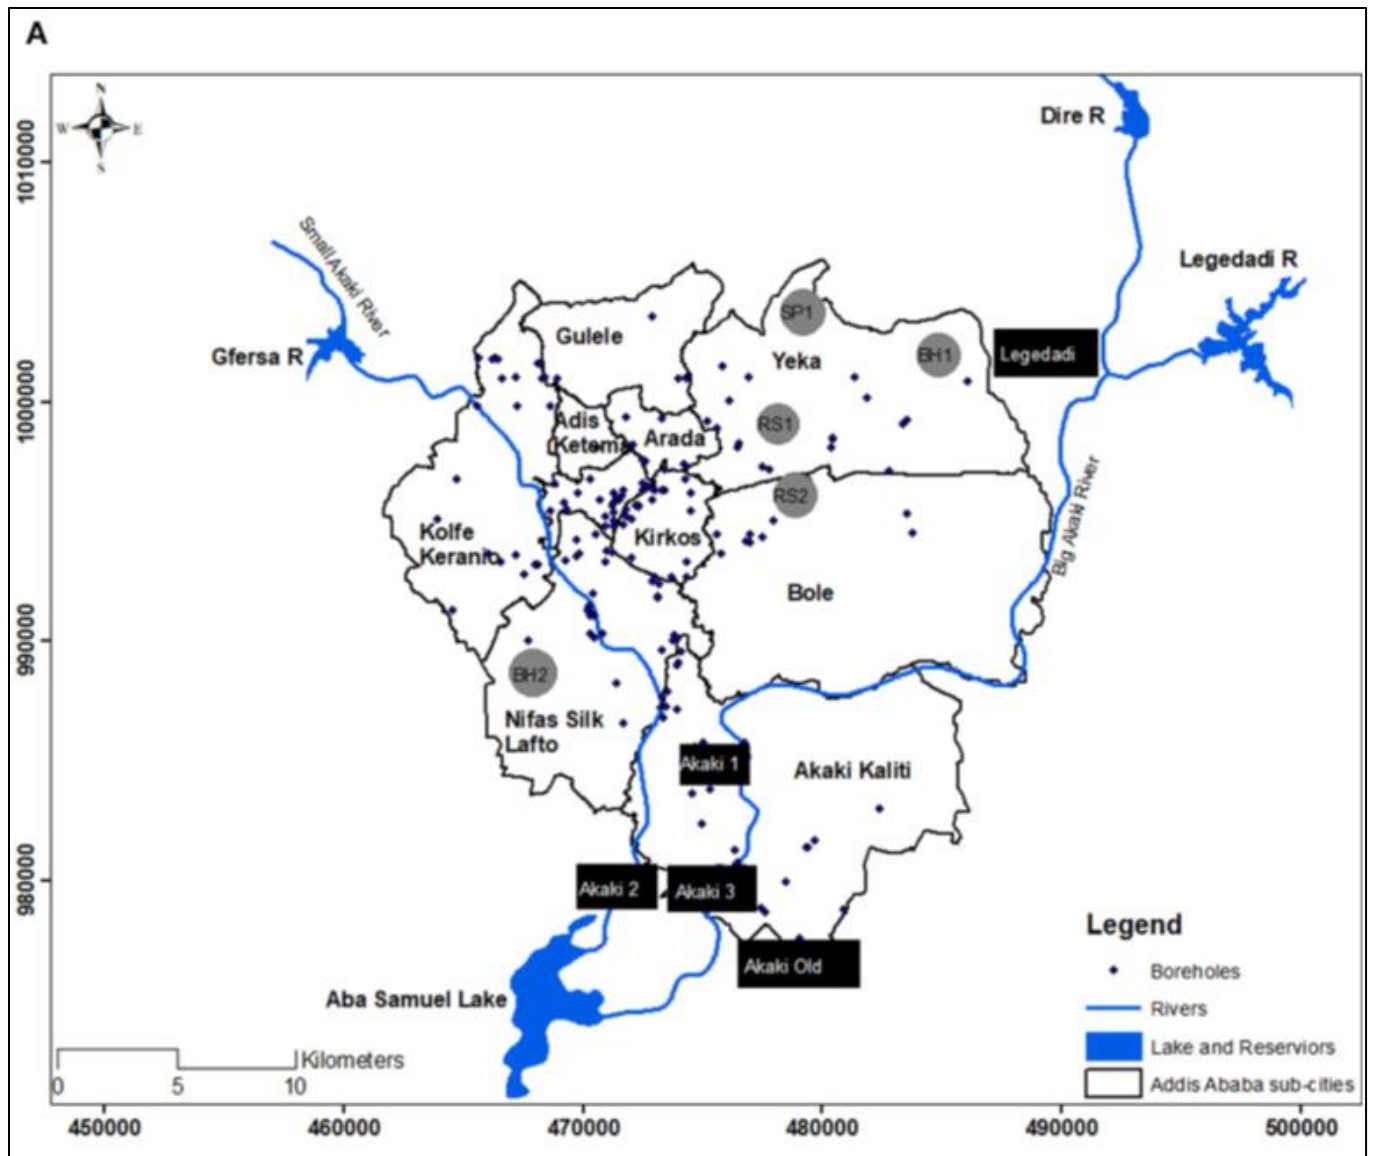 A
N
W E
S
Dire R
1010000
Small Akaki River
Legedadi R
SP1
Gulele
BH1
Legedadi
Gfersa R
Yeka
1000000
RS1
Adis
Ketema
Arada
RS2
Big Akaki River
Kolfe
Keranio
Kirkos
Bole
990000
BH2
Nifas Silk
Lafto
Akaki 1
Akaki Kaliti
980000
Akaki 2
Akaki 3
Akaki Old
Aba Samuel Lake
Legend
Boreholes
Rivers
Lake and Reserviors
Addis Ababa sub-cities
Kilometers
0 5 10
450000 460000 470000 480000 490000 500000